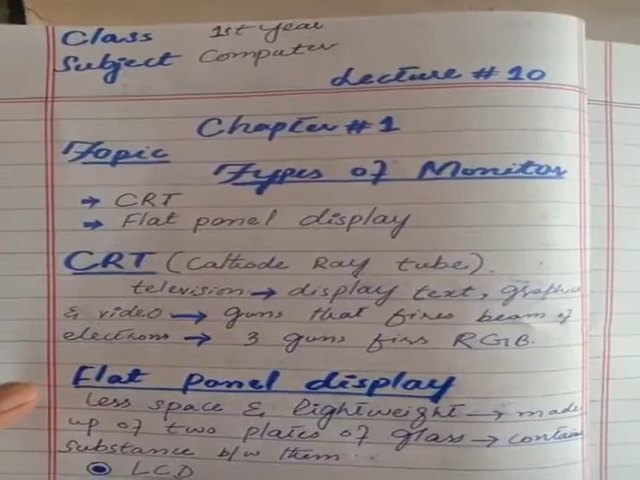 Class 1st year
Subject Computer
Lecture # 10
Chapter # 1
Topic
Types of Monitor
→ CRT
→ Flat panel display
CRT (Cathode Ray tube).
television → display text, graphics
& video → guns that fires beam of
electrons → 3 guns fires RGB.
Flat panel display
less space & lightweight → made
up of two plates of glass → contain
substance b/w them..
LCD